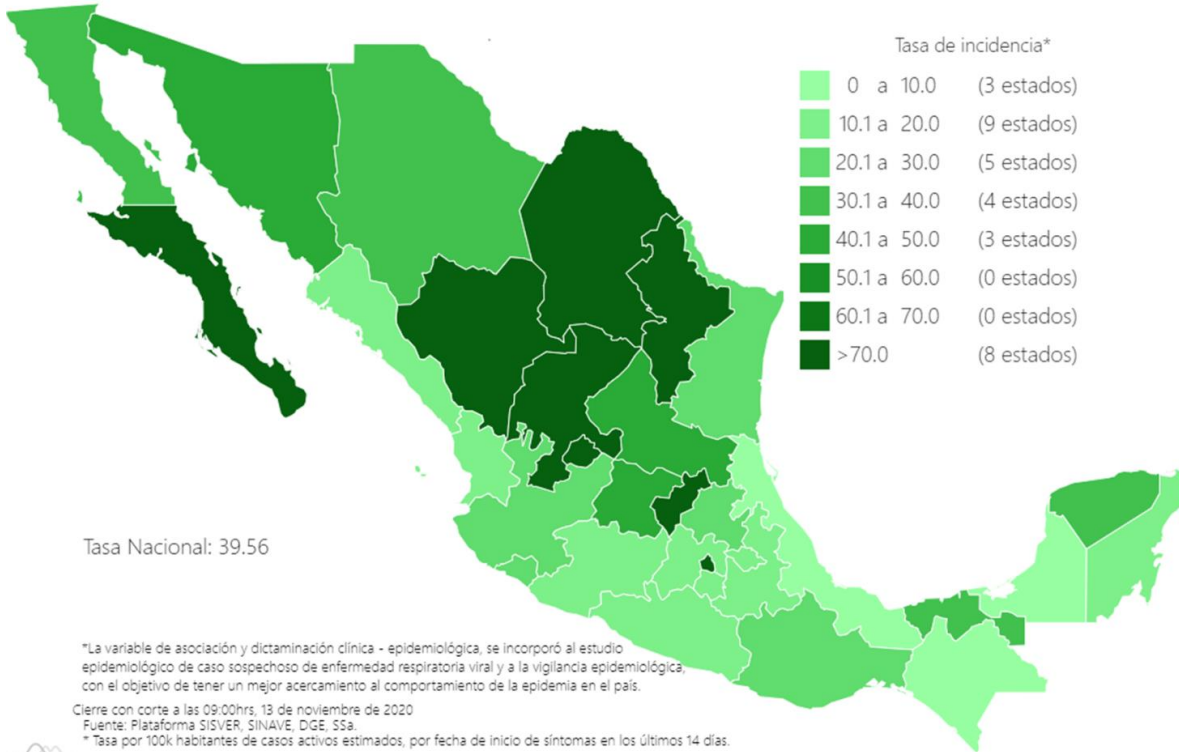 Tasa de incidencia*
0 a 10.0 (3 estados)
10.1 a 20.0 (9 estados)
20.1 a 30.0 (5 estados)
30.1 a 40.0 (4 estados)
40.1 a 50.0 (3 estados)
50.1 a 60.0 (0 estados)
60.1 a 70.0 (0 estados)
>70.0 (8 estados)
Tasa Nacional: 39.56
*La variable de asociación y dictaminación clínica - epidemiológica, se incorporó al estudio
epidemiológico de caso sospechoso de enfermedad respiratoria viral y a la vigilancia epidemiológica,
con el objetivo de tener un mejor acercamiento al comportamiento de la epidemia en el país.
Cierre con corte a las 09:00hrs, 13 de noviembre de 2020
Fuente: Plataforma SISVER, SINAVE, DGE, SSa.
* Tasa por 100k habitantes de casos activos estimados, por fecha de inicio de síntomas en los últimos 14 días.